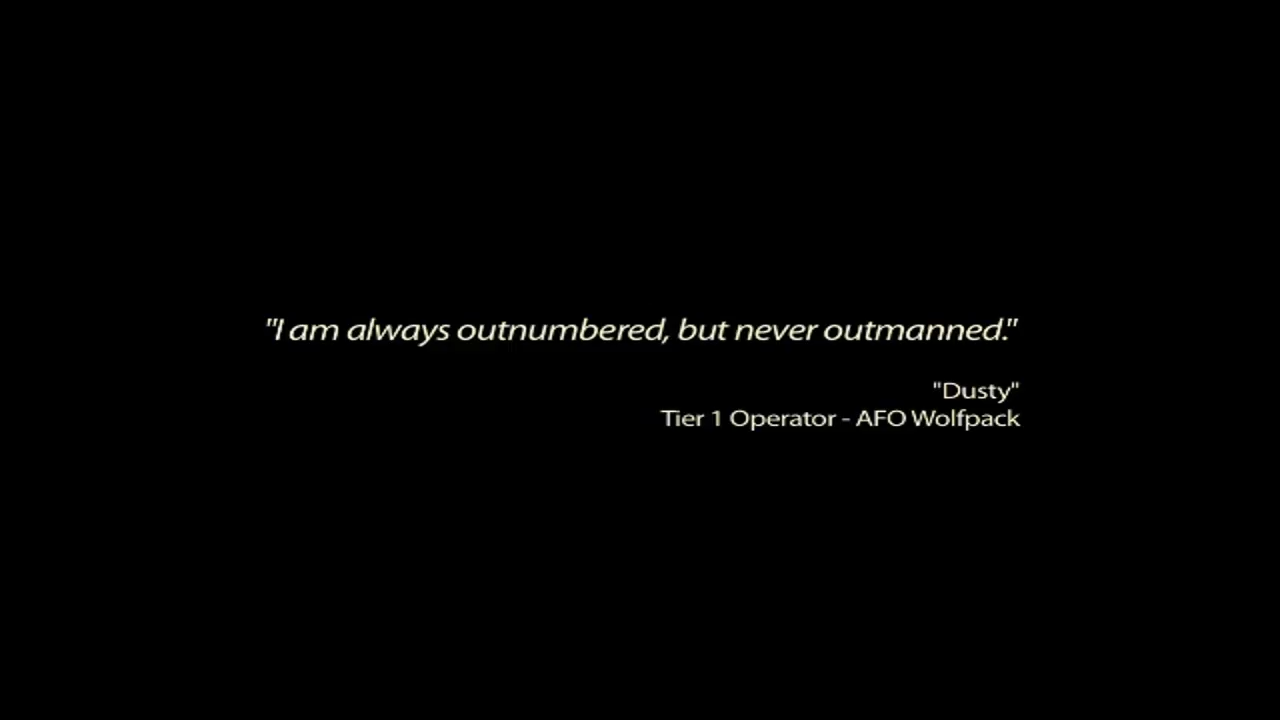 "I am always outnumbered, but never outmanned."
"Dusty"
Tier 1 Operator - AFO Wolfpack